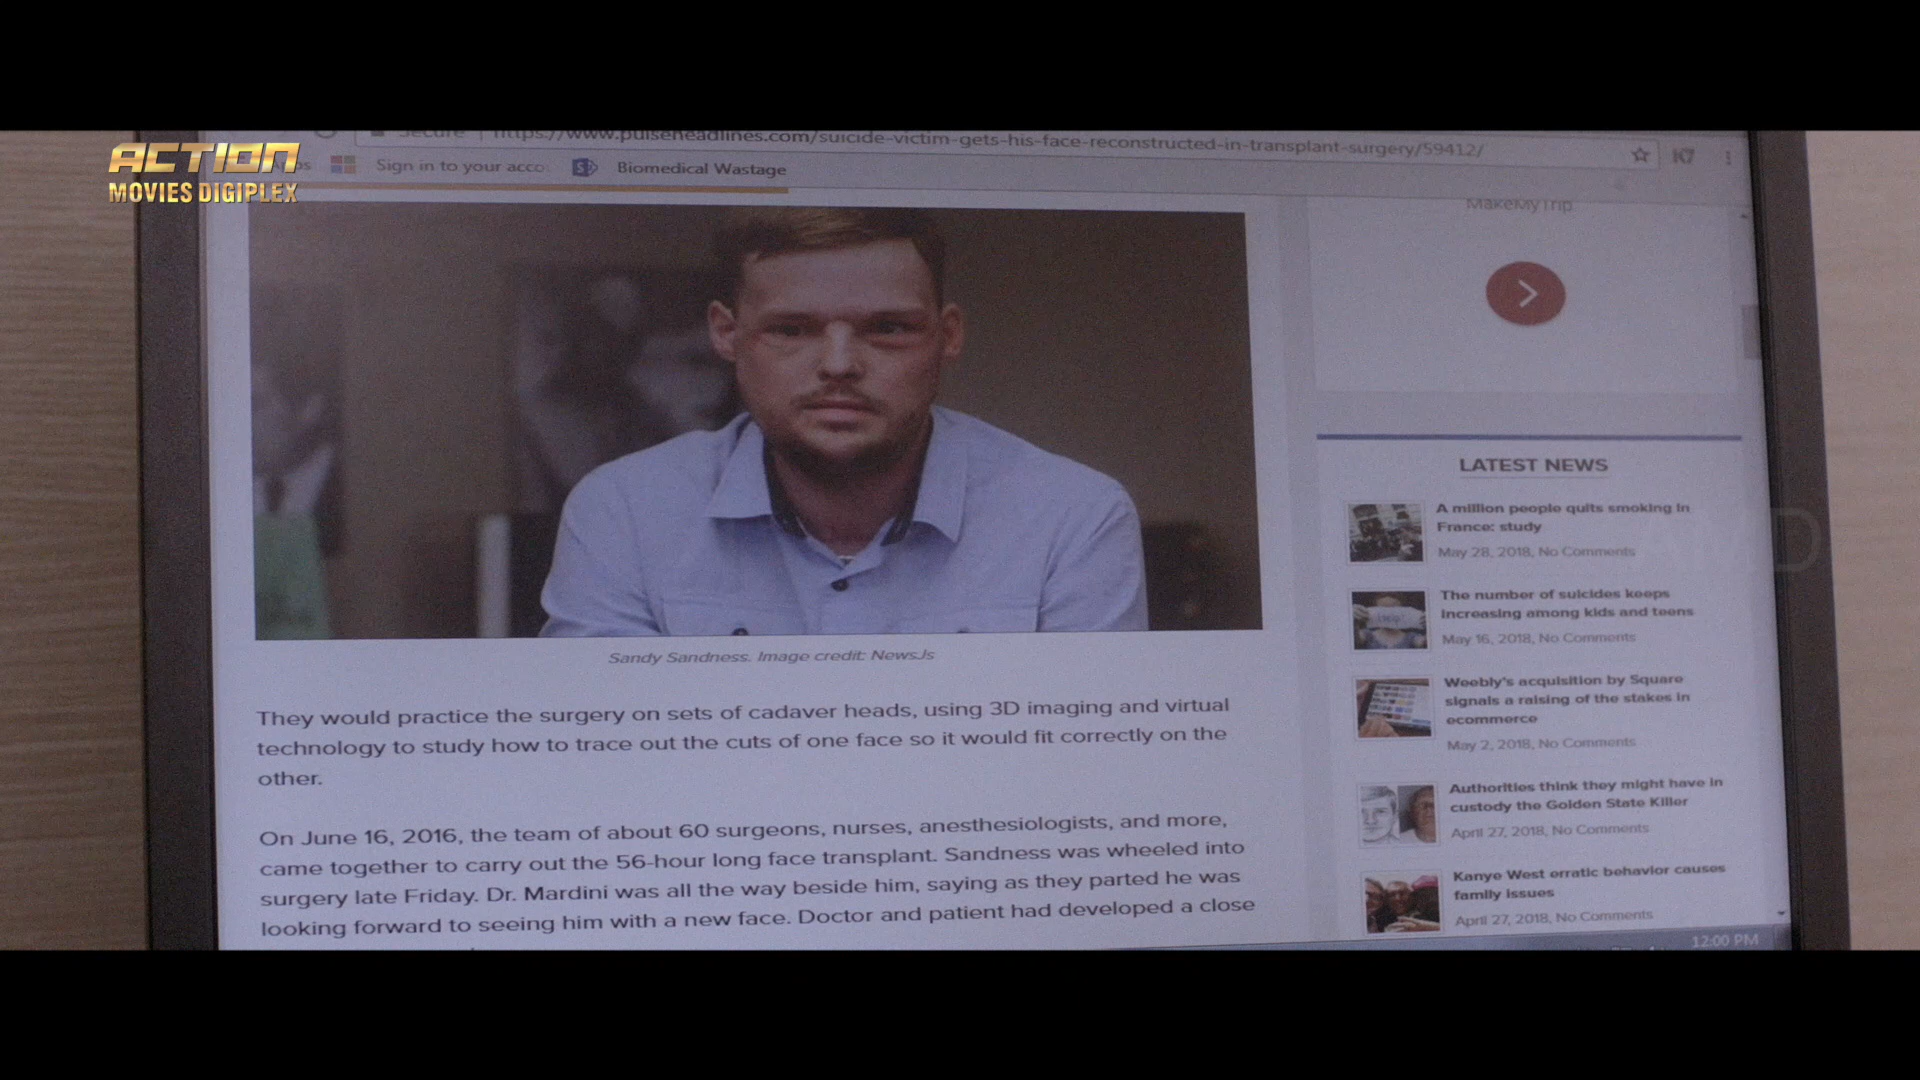 ACTION
MOVIES DIGIPLEX
Secure https://www.pulseheadlines.com/suicide-victim-gets-his-face-reconstructed-in-transplant-surgery/59412/
Sign in to your acco
Biomedical Wastage
MakeMyTrip
Sandy Sandness. Image credit: NewsJs
They would practice the surgery on sets of cadaver heads, using 3D imaging and virtual
technology to study how to trace out the cuts of one face so it would fit correctly on the
other.
On June 16, 2016, the team of about 60 surgeons, nurses, anesthesiologists, and more,
came together to carry out the 56-hour long face transplant. Sandness was wheeled into
surgery late Friday. Dr. Mardini was all the way beside him, saying as they parted he was
looking forward to seeing him with a new face. Doctor and patient had developed a close
LATEST NEWS
A million people quits smoking in
France: study
May 28, 2018, No Comments
The number of suicides keeps
increasing among kids and teens
May 16, 2018, No Comments
Weebly's acquisition by Square
signals a raising of the stakes in
ecommerce
May 2, 2018, No Comments
Authorities think they might have in
custody the Golden State Killer
April 27, 2018, No Comments
Kanye West erratic behavior causes
family issues
April 27, 2018, No Comments
12:00 PM